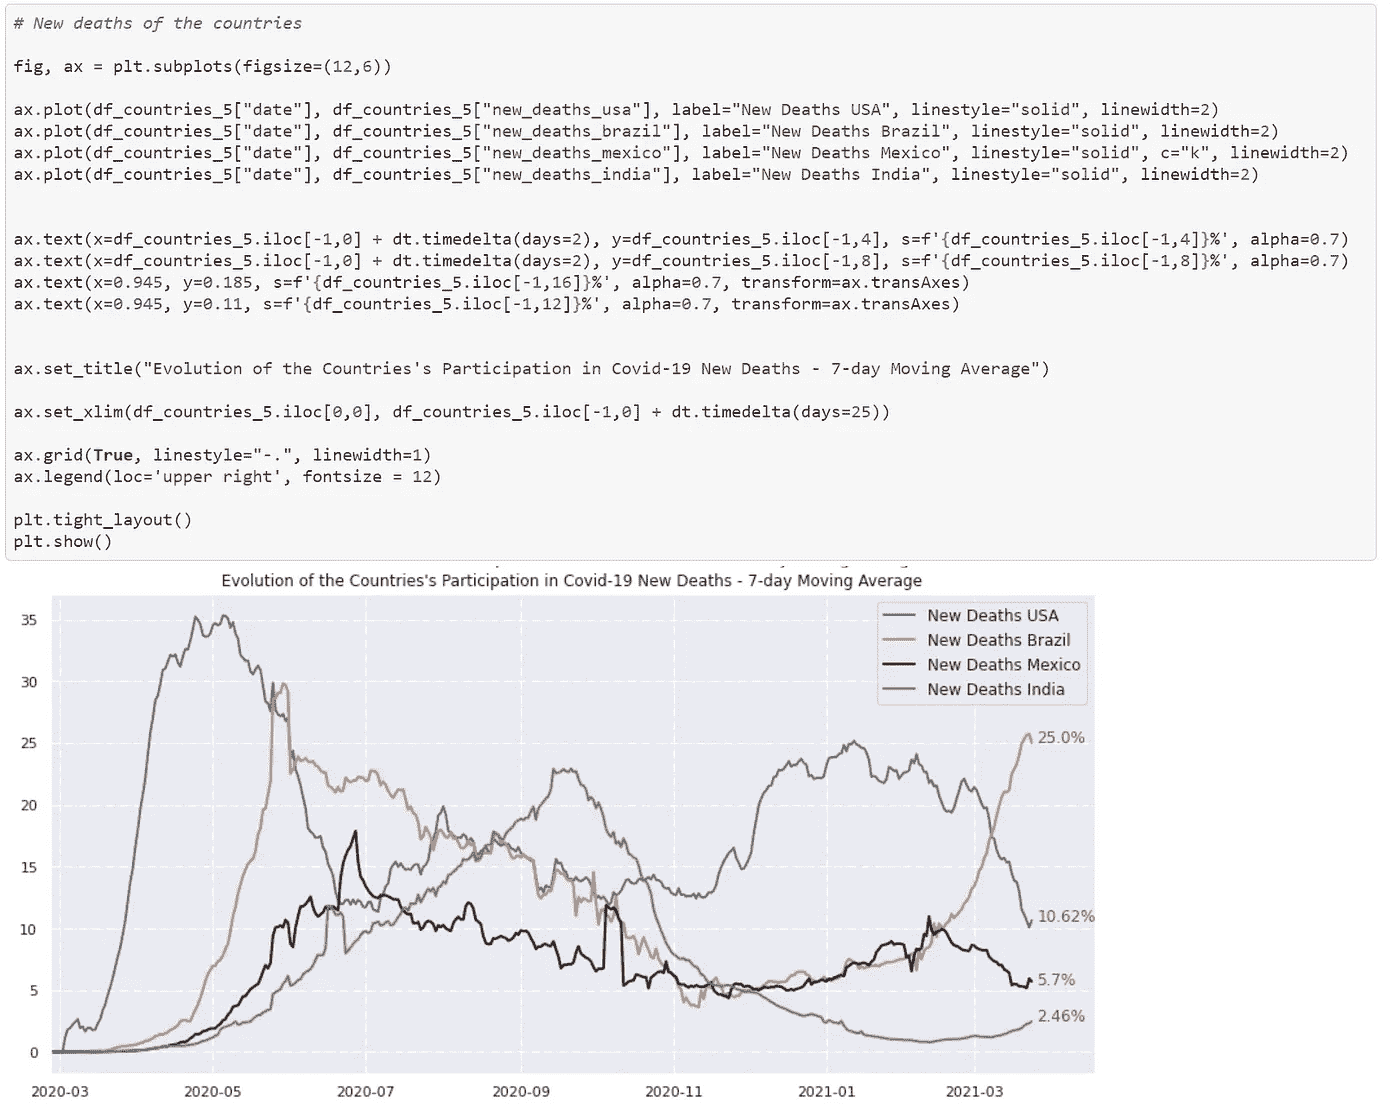 # New deaths of the countries
fig, ax = plt.subplots(figsize=(12,6))
ax.plot(df_countries_5["date"], df_countries_5["new_deaths_usa"], label="New Deaths USA", linestyle="solid", linewidth=2)
ax.plot(df_countries_5["date"], df_countries_5["new_deaths_brazil"], label="New Deaths Brazil", linestyle="solid", linewidth=2)
ax.plot(df_countries_5["date"], df_countries_5["new_deaths_mexico"], label="New Deaths Mexico", linestyle="solid", c="k", linewidth=2)
ax.plot(df_countries_5["date"], df_countries_5["new_deaths_india"], label="New Deaths India", linestyle="solid", linewidth=2)
ax.text(x=df_countries_5.iloc[-1,0] + dt.timedelta(days=2), y=df_countries_5.iloc[-1,4], s=f'{df_countries_5.iloc[-1,4]}%', alpha=0.7)
ax.text(x=df_countries_5.iloc[-1,0] + dt.timedelta(days=2), y=df_countries_5.iloc[-1,8], s=f'{df_countries_5.iloc[-1,8]}%', alpha=0.7)
ax.text(x=0.945, y=0.185, s=f'{df_countries_5.iloc[-1,16]}%', alpha=0.7, transform=ax.transAxes)
ax.text(x=0.945, y=0.11, s=f'{df_countries_5.iloc[-1,12]}%', alpha=0.7, transform=ax.transAxes)
ax.set_title("Evolution of the Countries's Participation in Covid-19 New Deaths - 7-day Moving Average")
ax.set_xlim(df_countries_5.iloc[0,0], df_countries_5.iloc[-1,0] + dt.timedelta(days=25))
ax.grid(True, linestyle="-.", linewidth=1)
ax.legend(loc='upper right', fontsize = 12)
plt.tight_layout()
plt.show()
Evolution of the Countries's Participation in Covid-19 New Deaths - 7-day Moving Average
New Deaths USA
New Deaths Brazil
New Deaths Mexico
New Deaths India
35
30
25
20
15
10
5
0
25.0%
10.62%
5.7%
2.46%
2020-03
2020-05
2020-07
2020-09
2020-11
2021-01
2021-03